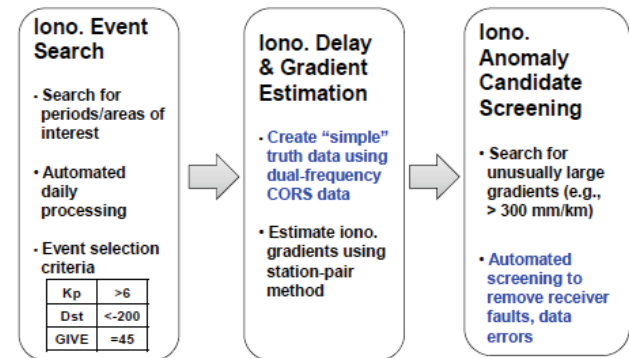 Iono. Event
Search
- Search for
periods/areas of
interest
• Automated
daily
processing
- Event selection
criteria
Kp >6
Dst <-200
GIVE =45
Iono. Delay
& Gradient
Estimation
- Create “simple”
truth data using
dual-frequency
CORS data
• Estimate iono.
gradients using
station-pair
method
Iono.
Anomaly
Candidate
Screening
• Search for
unusually large
gradients (e.g.,
> 300 mm/km)
• Automated
screening to
remove receiver
faults, data
errors